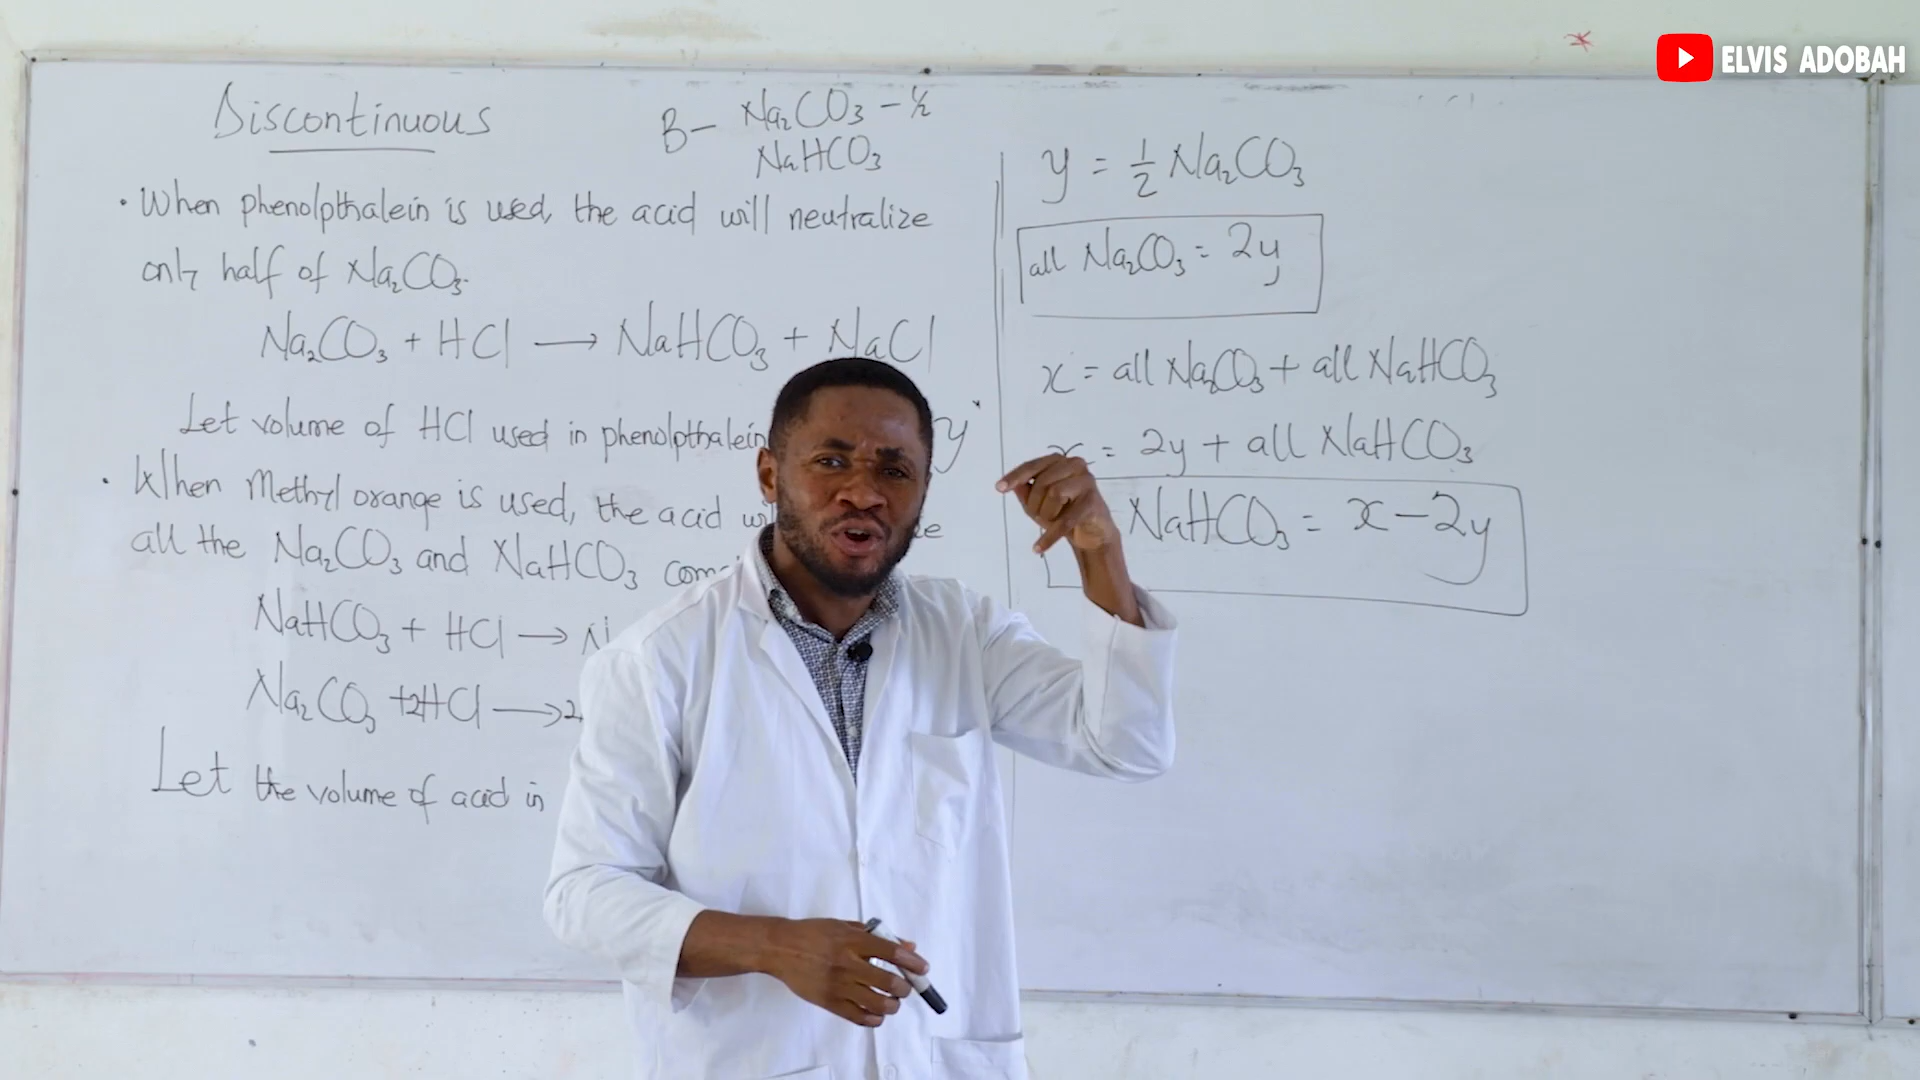 ELVIS ADOBAH
Discontinuous
B- Na₂CO₃ - ½
NaHCO₃
• When phenolpthalein is used, the acid will neutralize
only half of Na₂CO₃.
Na₂CO₃ + HCl → NaHCO₃ + NaCl
Let volume of HCl used in phenolpthalein y
• When Methyl orange is used, the acid
all the Na₂CO₃ and NaHCO₃
NaHCO₃ + HCl →
Na₂CO₃ + 2HCl → 2
Let the volume of acid in
y = ½ Na₂CO₃
all Na₂CO₃ = 2y
x = all Na₂CO₃ + all NaHCO₃
x = 2y + all NaHCO₃
NaHCO₃ = x - 2y